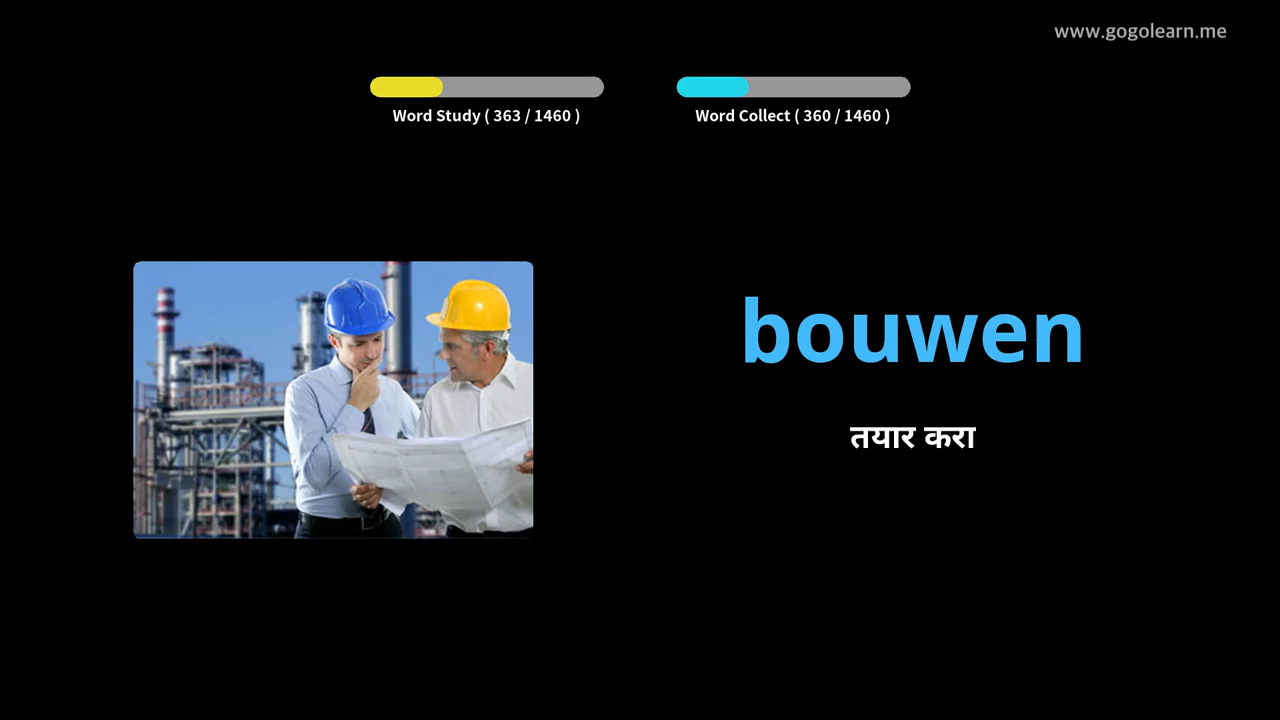 www.gogolearn.me
Word Study ( 363 / 1460 )
Word Collect ( 360 / 1460 )
bouwen
तयार करा